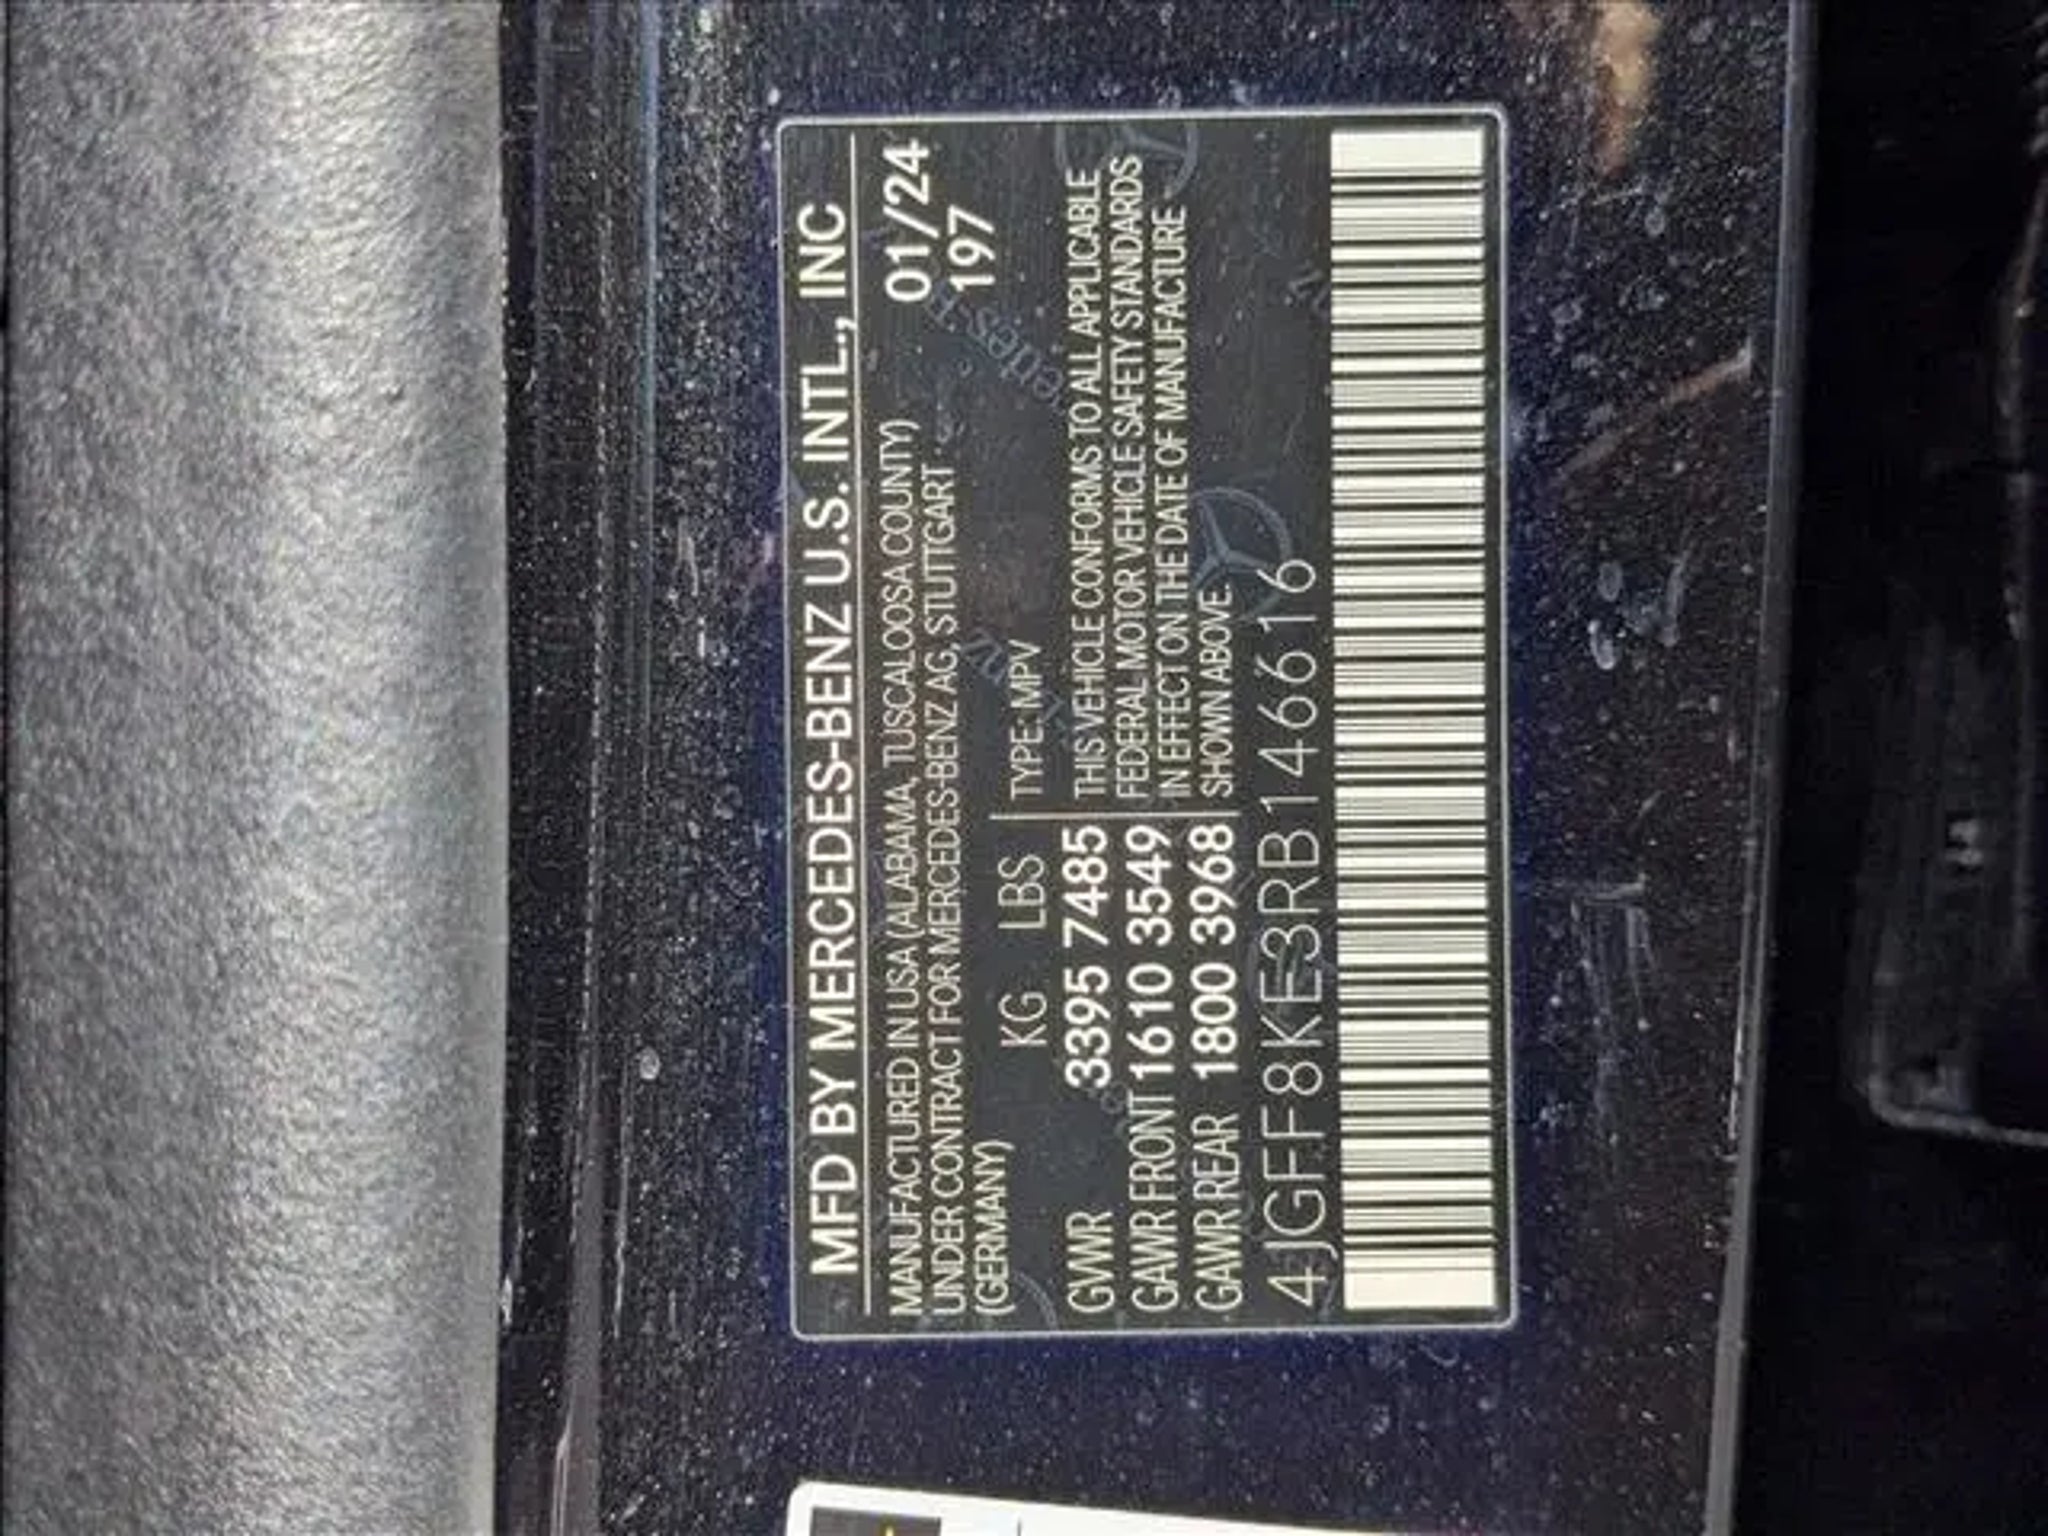 MFD BY MERCEDES-BENZ U.S. INTL., INC
MANUFACTURED IN USA (ALABAMA, TUSCALOOSA COUNTY) 01/24
UNDER CONTRACT FOR MERCEDES-BENZ AG, STUTTGART 197
(GERMANY)
KG LBS TYPE: MPV
GVWR 3395 7485 THIS VEHICLE CONFORMS TO ALL APPLICABLE
GAWR FRONT 1610 3549 FEDERAL MOTOR VEHICLE SAFETY STANDARDS
IN EFFECT ON THE DATE OF MANUFACTURE
GAWR REAR 1800 3968 SHOWN ABOVE.
4JGFF8KE3RB146616